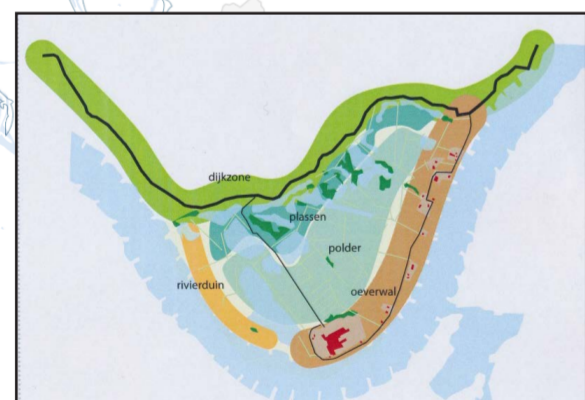 dijkzone
plassen
polder
rivierduin
oeverwal